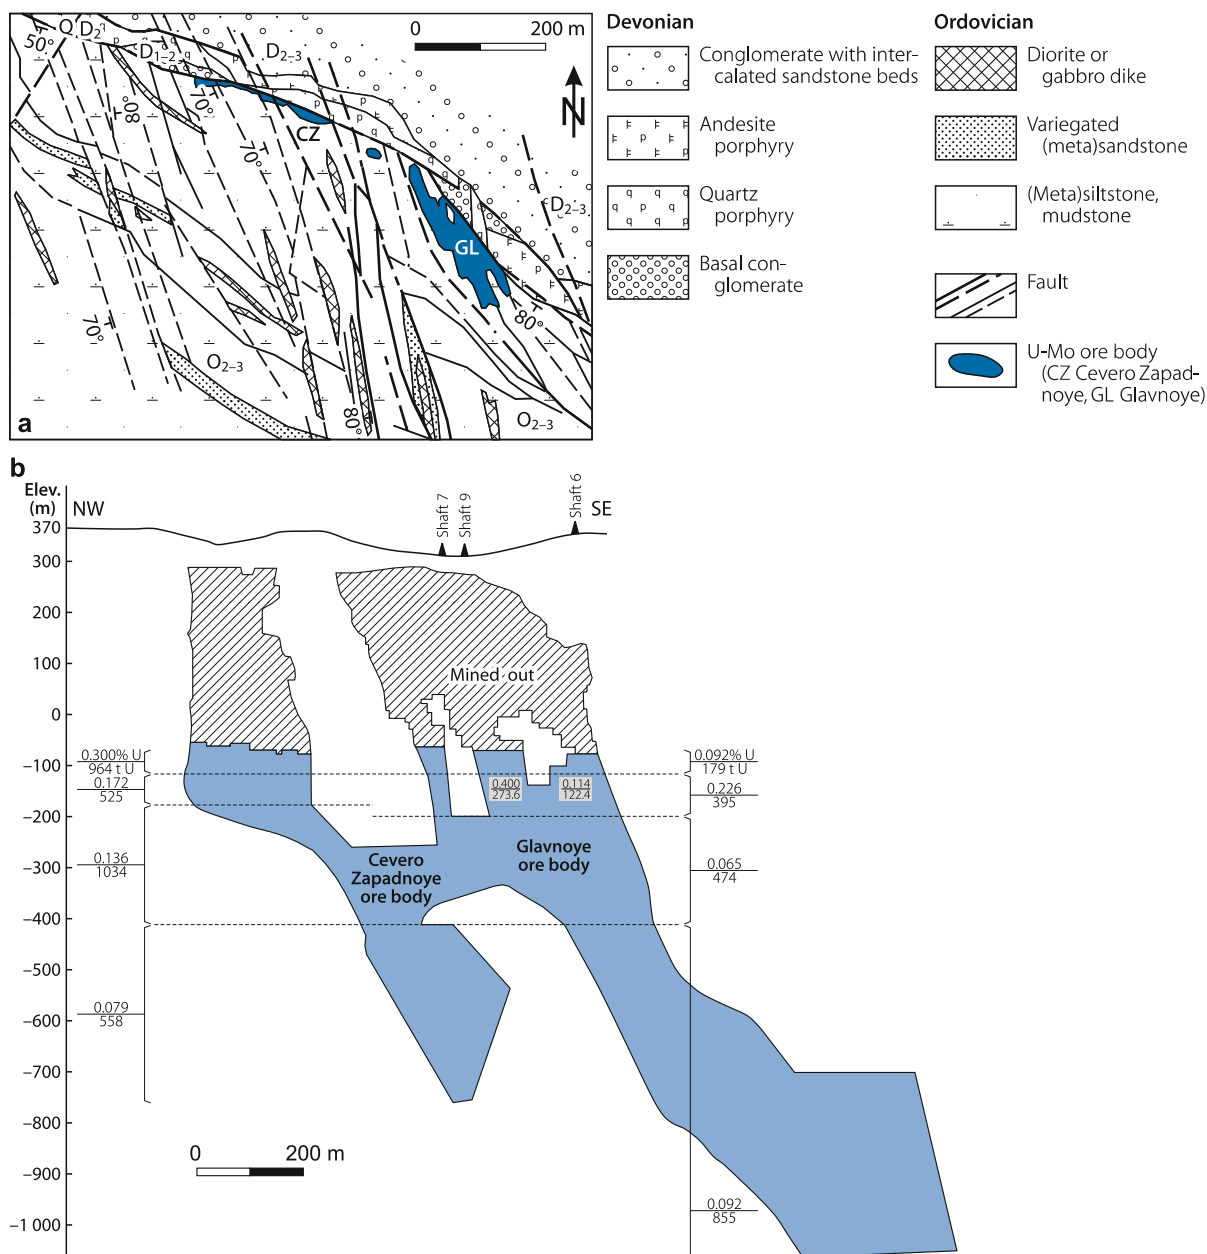 a
Q
D2
D1–2
D2–3
0 200 m
N
50°
80°
70°
70°
CZ
D2–3
GL
80°
70°
O2–3
80°
O2–3
Devonian
Conglomerate with inter-
calated sandstone beds
Andesite
porphyry
Quartz
porphyry
Basal con-
glomerate
Ordovician
Diorite or
gabbro dike
Variegated
(meta)sandstone
(Meta)siltstone,
mudstone
Fault
U-Mo ore body
(CZ Cevero Zapad-
noye, GL Glavnoye)
b
Elev.
(m)
NW
Shaft 7
Shaft 9
Shaft 6
SE
370
300
200
100
0
–100
–200
–300
–400
–500
–600
–700
–800
–900
–1 000
Mined out
0.300% U
964 t U
0.172
525
0.136
1034
0.079
558
0.400
273.6
0.114
122.4
0.092% U
179 t U
0.226
395
0.065
474
0.092
855
Cevero
Zapadnoye
ore body
Glavnoye
ore body
0 200 m